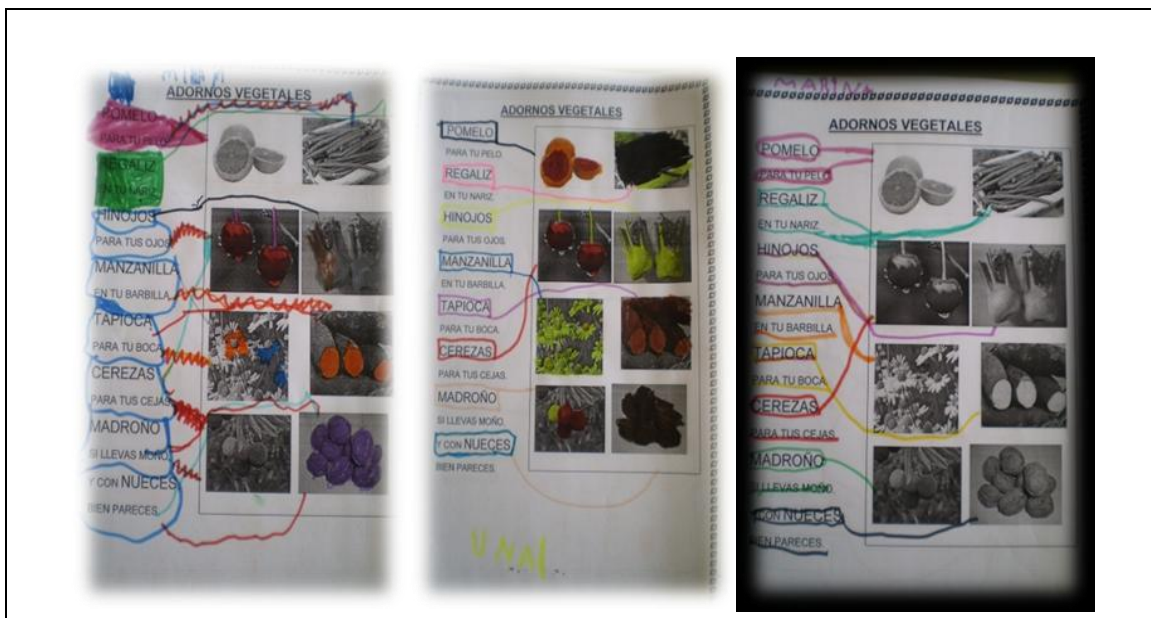 ADORNOS VEGETALES
POMELO
PARA TU PELO.
REGALIZ
EN TU NARIZ.
HINOJOS
PARA TUS OJOS.
MANZANILLA
EN TU BARBILLA.
TAPIOCA
PARA TU BOCA.
CEREZAS
PARA TUS CEJAS.
MADROÑO
SI LLEVAS MOÑO.
Y CON NUECES
BIEN PARECES.
ADORNOS VEGETALES
POMELO
PARA TU PELO.
REGALIZ
EN TU NARIZ.
HINOJOS
PARA TUS OJOS.
MANZANILLA
EN TU BARBILLA.
TAPIOCA
PARA TU BOCA.
CEREZAS
PARA TUS CEJAS.
MADROÑO
SI LLEVAS MOÑO.
Y CON NUECES
BIEN PARECES.
UNAI
MARINA
ADORNOS VEGETALES
POMELO
PARA TU PELO.
REGALIZ
EN TU NARIZ.
HINOJOS
PARA TUS OJOS.
MANZANILLA
EN TU BARBILLA.
TAPIOCA
PARA TU BOCA.
CEREZAS
PARA TUS CEJAS.
MADROÑO
SI LLEVAS MOÑO.
Y CON NUECES
BIEN PARECES.